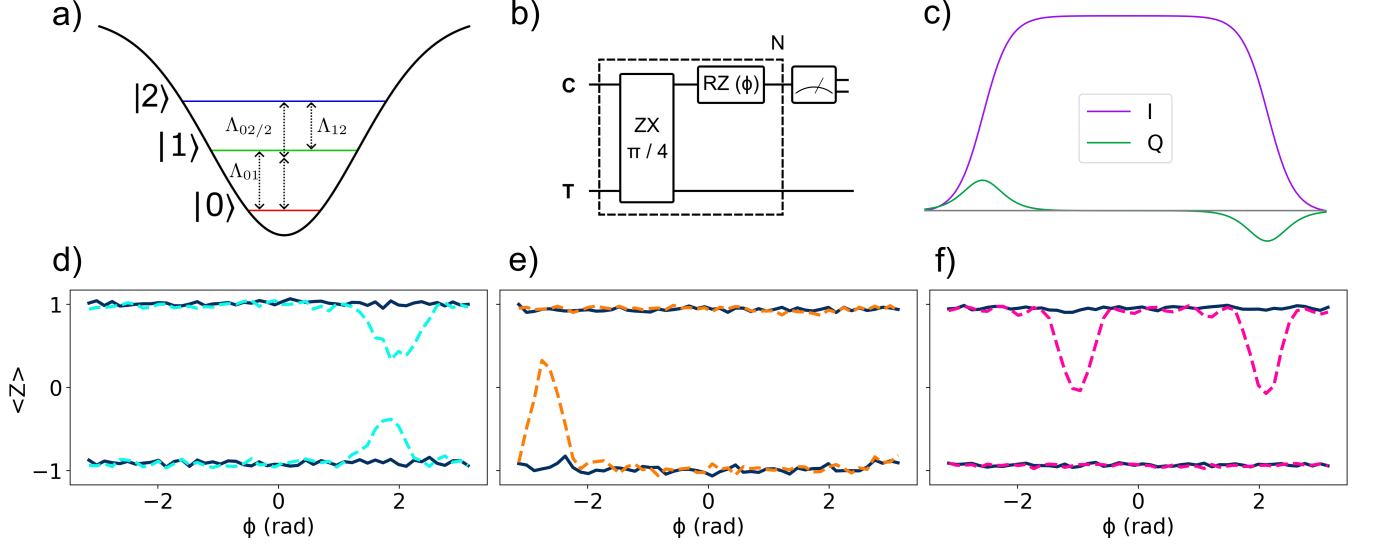 a)
|2⟩
Λ02/2
Λ12
|1⟩
Λ01
|0⟩
b)
N
C
RZ (ϕ)
ZX
π / 4
T
c)
I
Q
d)
e)
f)
<Z>
1
0
−1
−2 0 2
ϕ (rad)
−2 0 2
ϕ (rad)
−2 0 2
ϕ (rad)